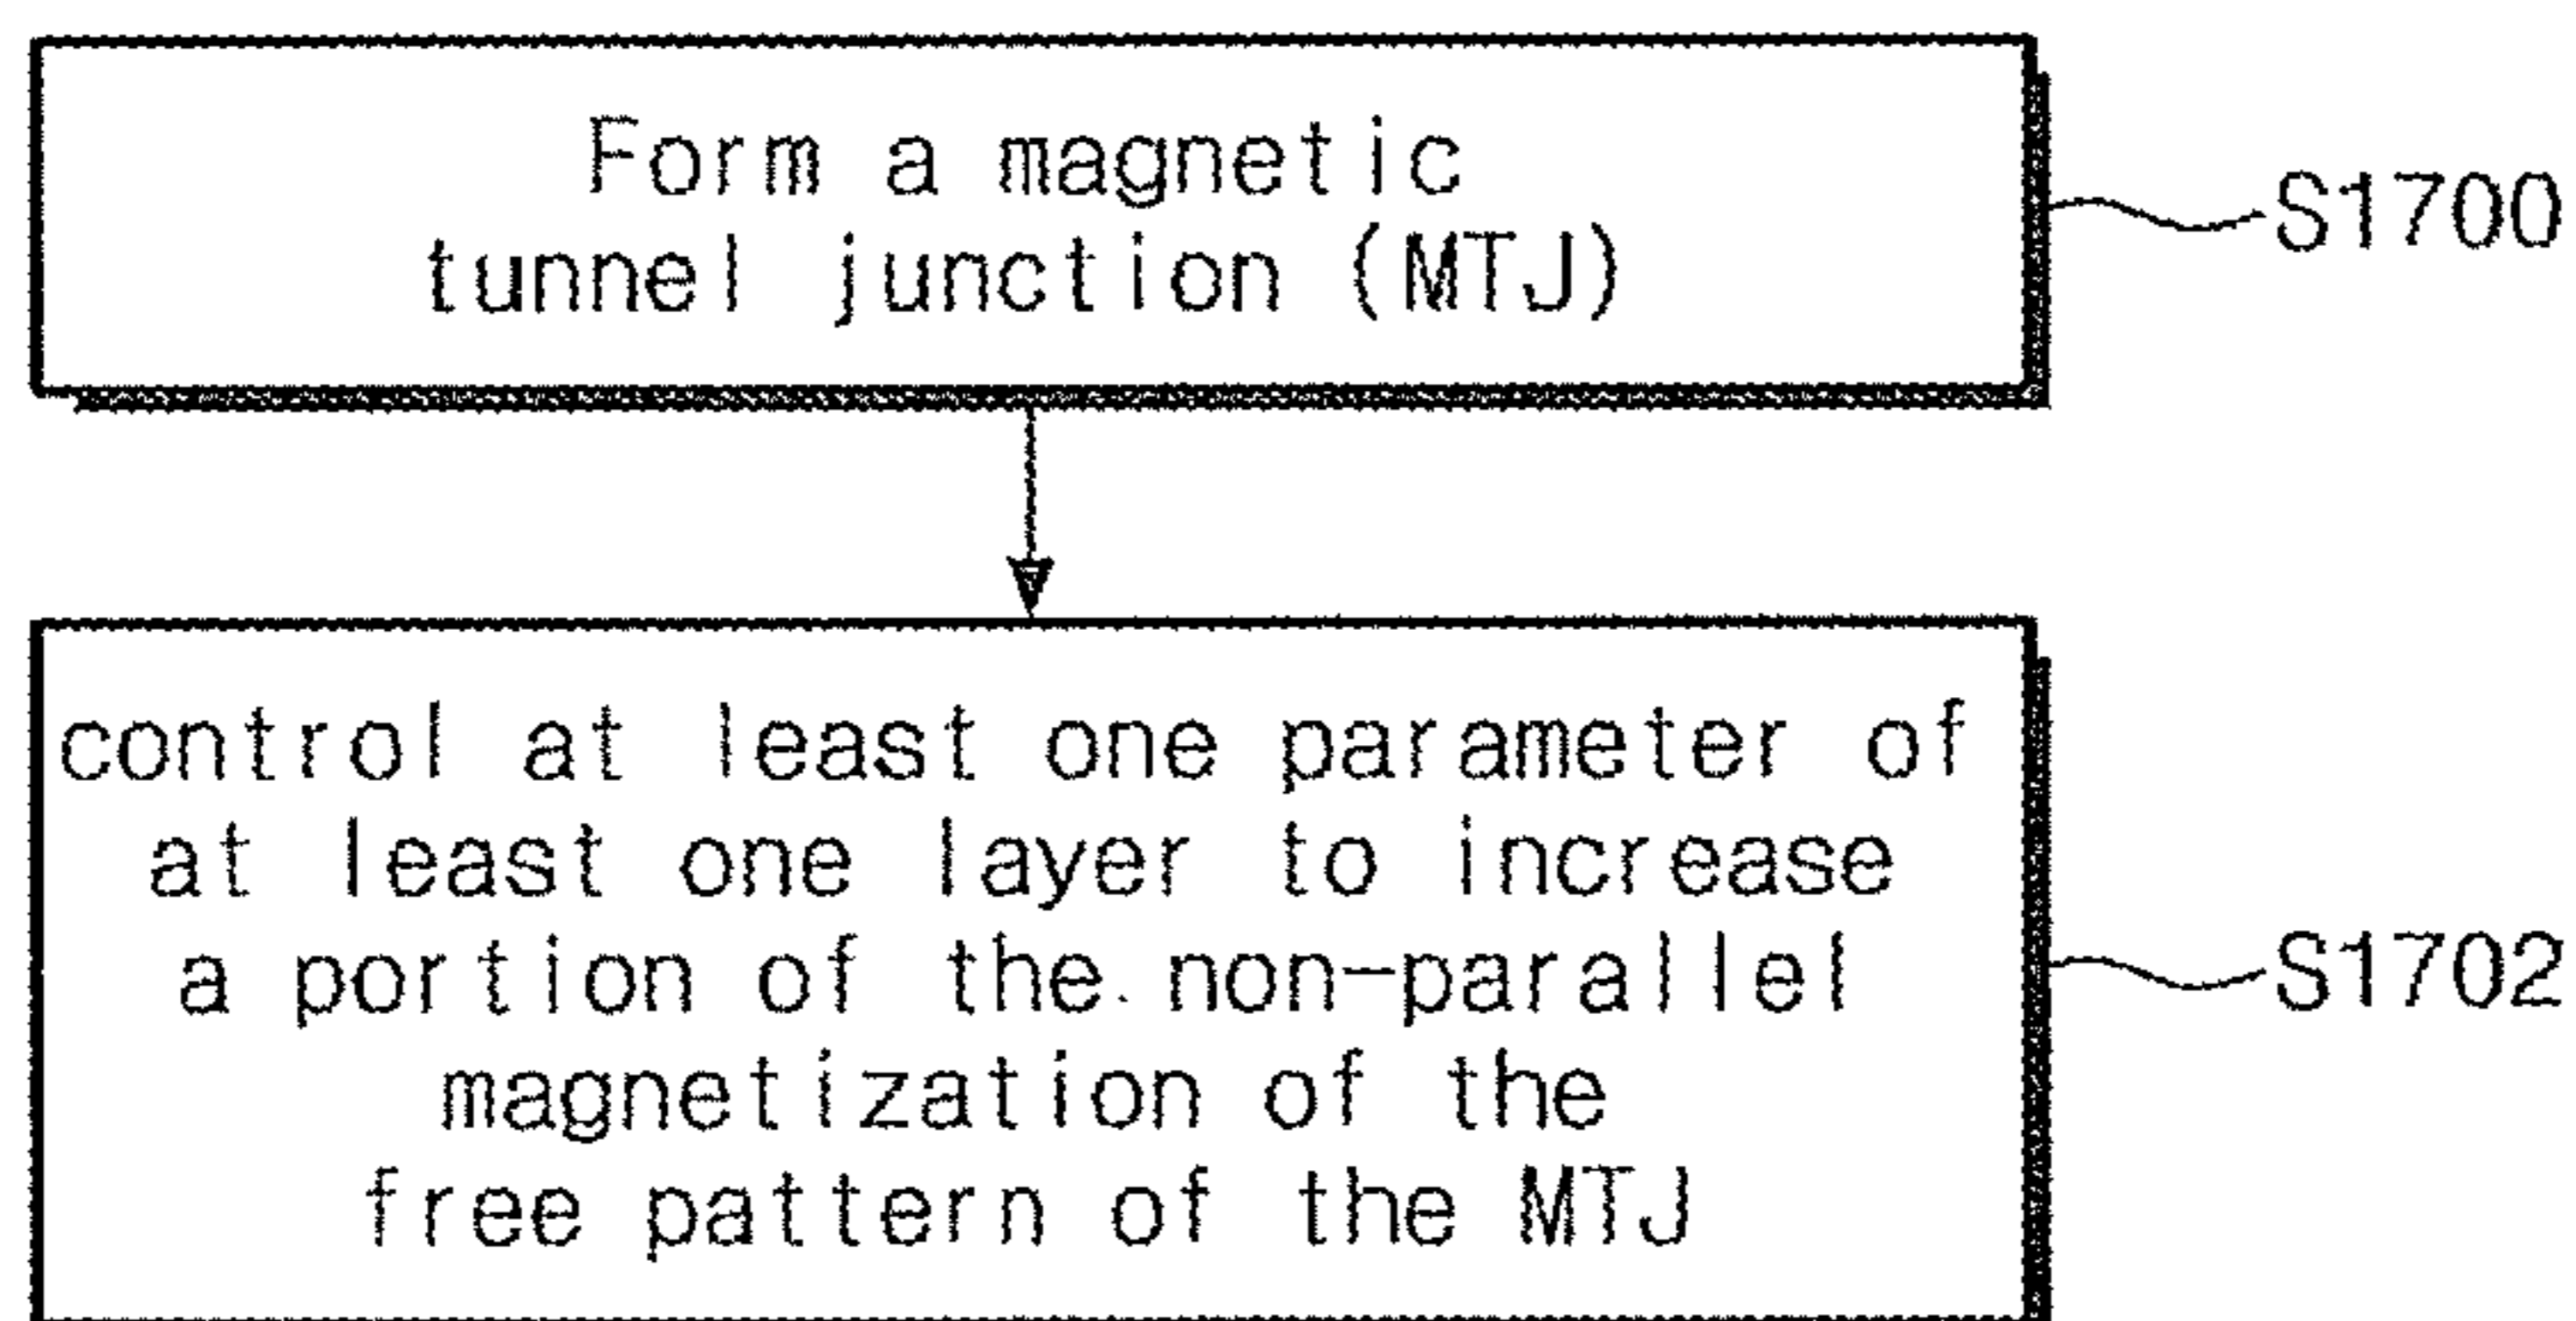 Form a magnetic
tunnel junction (MTJ)
S1700
control at least one parameter of
at least one layer to increase
a portion of the non-parallel
magnetization of the
free pattern of the MTJ
S1702